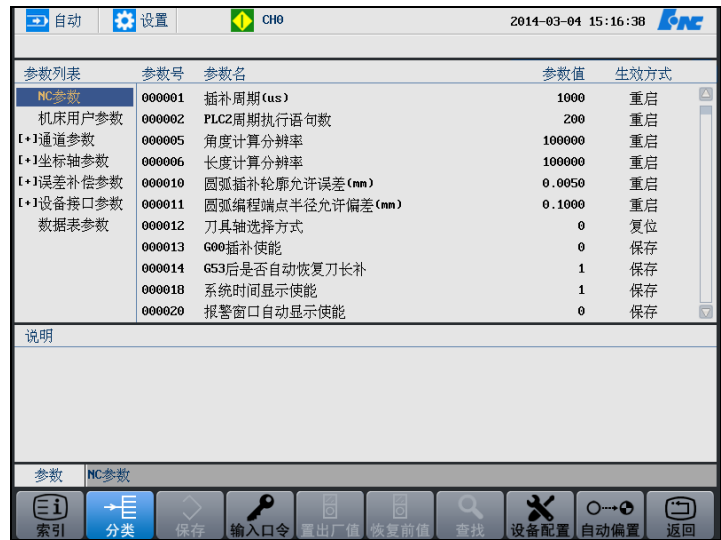 自动 设置 CH0 2014-03-04 15:16:38 HNC
参数列表 参数号 参数名 参数值 生效方式
NC参数 000001 插补周期(us) 1000 重启
机床用户参数 000002 PLC2周期执行语句数 200 重启
[+]通道参数 000005 角度计算分辨率 100000 重启
[+]坐标轴参数 000006 长度计算分辨率 100000 重启
[+]误差补偿参数 000010 圆弧插补轮廓允许误差(mm) 0.0050 重启
[+]设备接口参数 000011 圆弧编程端点半径允许偏差(mm) 0.1000 重启
数据表参数 000012 刀具轴选择方式 0 复位
000013 G00插补使能 0 保存
000014 G53后是否自动恢复刀长补 1 保存
000018 系统时间显示使能 1 保存
000020 报警窗口自动显示使能 0 保存
说明
参数 NC参数
索引 分类 保存 输入口令 置出厂值 恢复前值 查找 设备配置 自动偏置 返回